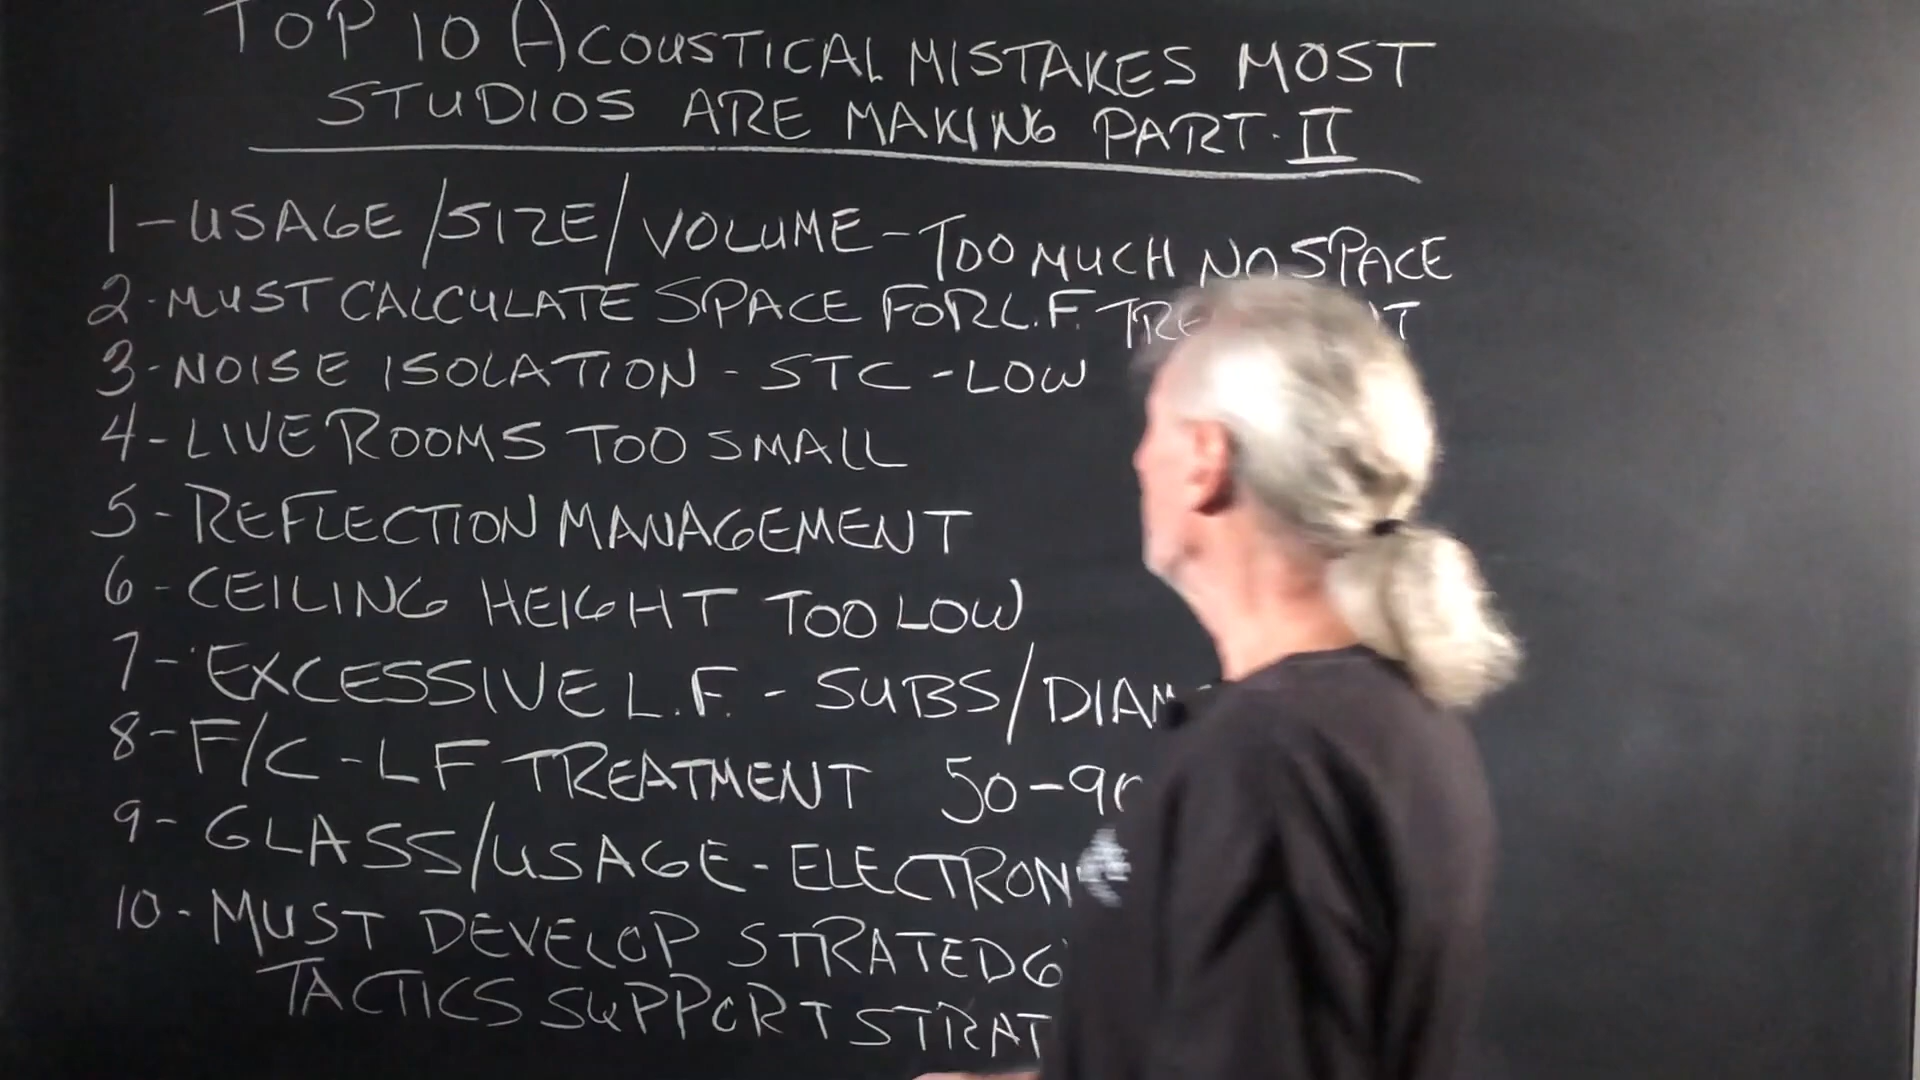 TOP 10 ACOUSTICAL MISTAKES MOST
STUDIOS ARE MAKING PART·II
1-USAGE/SIZE/VOLUME-TOO MUCH NO SPACE
2-MUST CALCULATE SPACE FOR L.F.
3-NOISE ISOLATION - STC - LOW
4-LIVE ROOMS TOO SMALL
5-REFLECTION MANAGEMENT
6-CEILING HEIGHT TOO LOW
7-EXCESSIVE L.F. - SUBS/
8-F/C-LF TREATMENT
9-GLASS/USAGE-
10-MUST DEVELOP
TACTICS SUPPORT